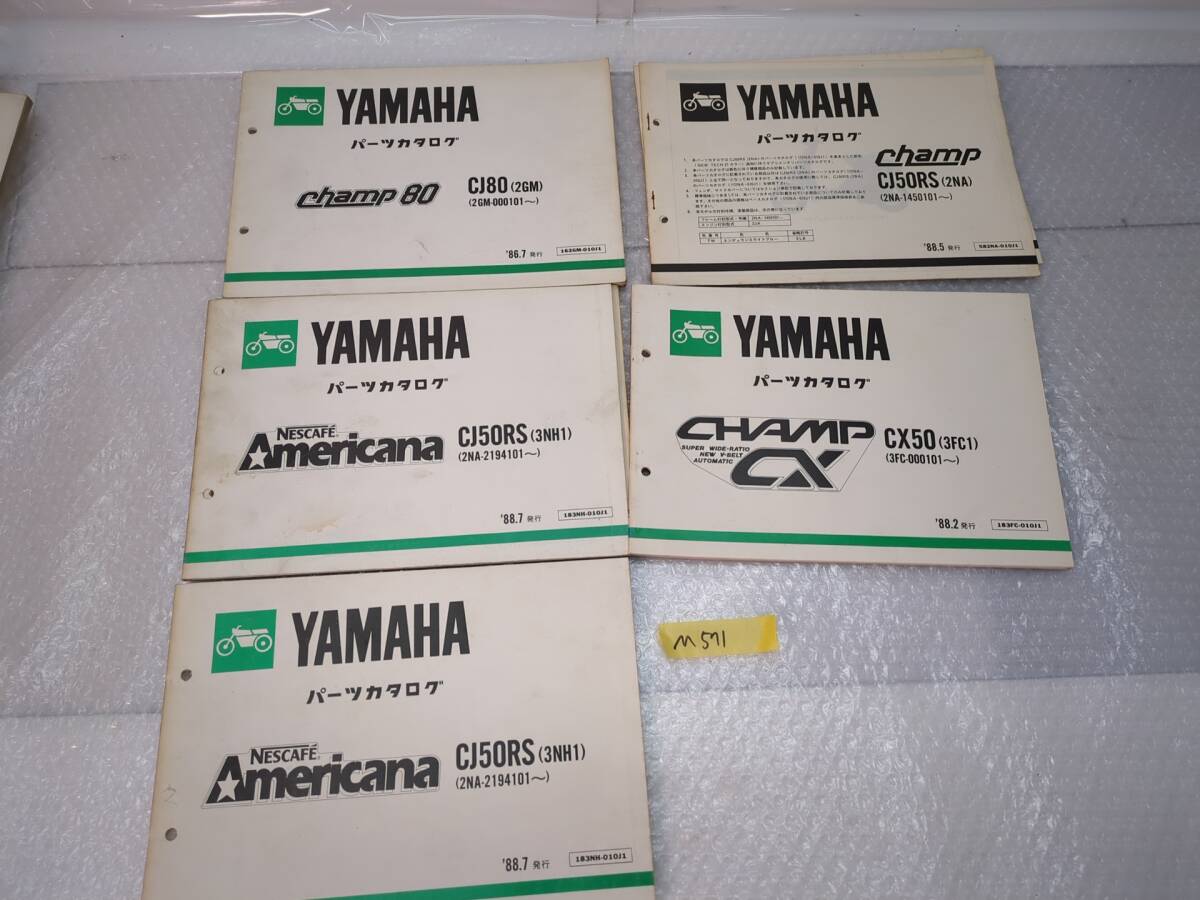 YAMAHA
パーツカタログ
champ 80
CJ80 (2GM)
(2GM-000101〜)
'86.7 発行
162GM-010J1
YAMAHA
パーツカタログ
champ
CJ50RS (2NA)
(2NA-1450101〜)
'88.5 発行
582NA-010J1
YAMAHA
パーツカタログ
NESCAFÉ
Americana
CJ50RS (3NH1)
(2NA-2194101〜)
'88.7 発行
183NH-010J1
YAMAHA
パーツカタログ
CHAMP
SUPER WIDE-RATIO
NEW V-BELT
AUTOMATIC
CX
CX50 (3FC1)
(3FC-000101〜)
'88.2 発行
183FC-010J1
M571
YAMAHA
パーツカタログ
NESCAFÉ
Americana
CJ50RS (3NH1)
(2NA-2194101〜)
'88.7 発行
183NH-010J1